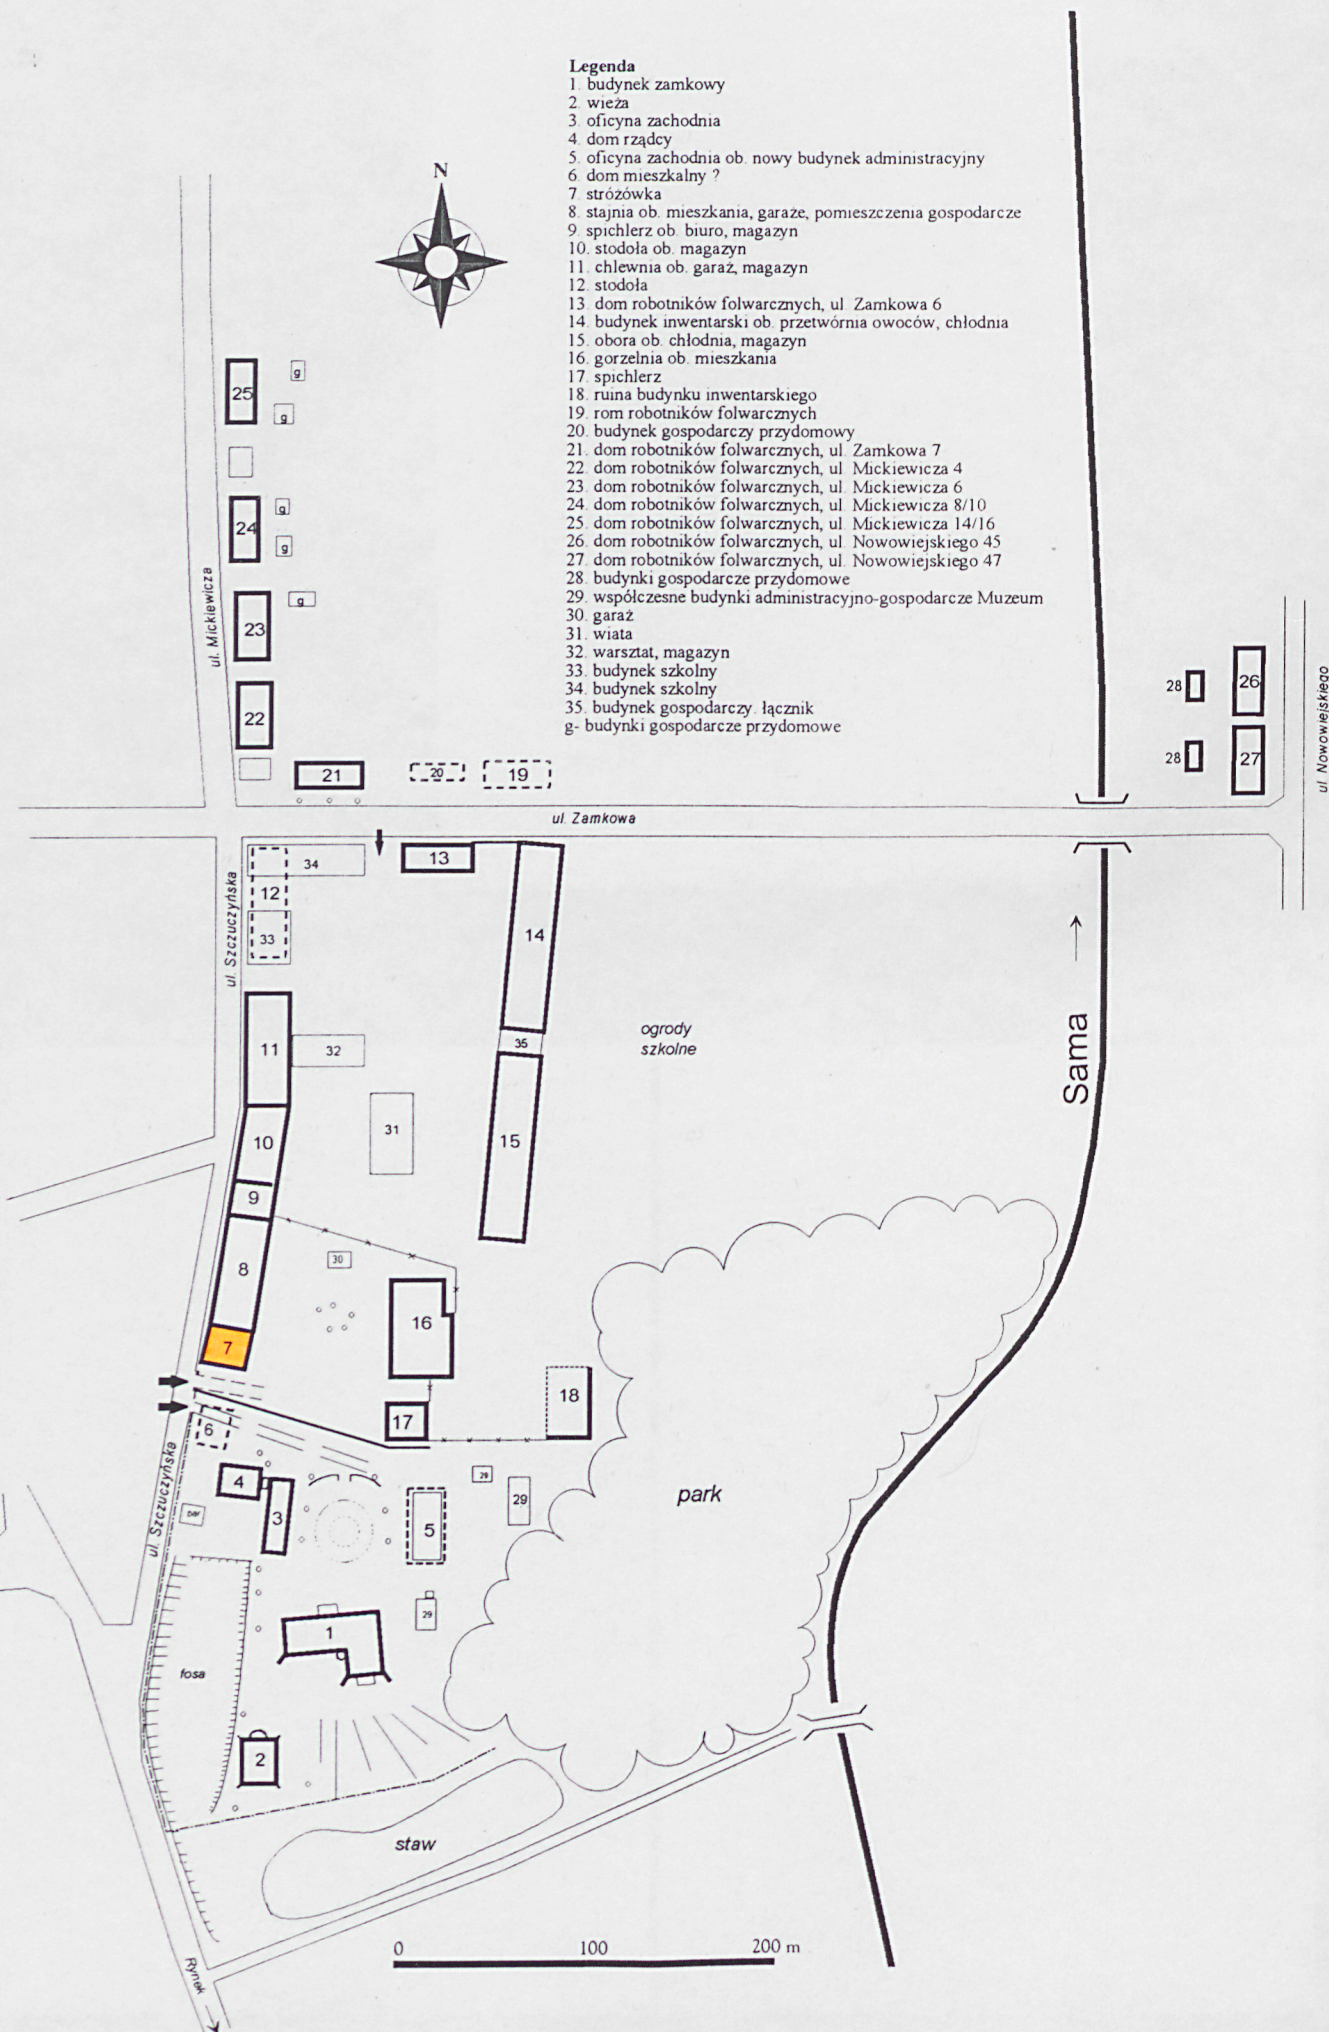 Legenda
1. budynek zamkowy
2. wieża
3. oficyna zachodnia
4. dom rządcy
5. oficyna zachodnia ob. nowy budynek administracyjny
6. dom mieszkalny ?
7. stróżówka
8. stajnia ob. mieszkania, garaże, pomieszczenia gospodarcze
9. spichlerz ob. biuro, magazyn
10. stodoła ob. magazyn
11. chlewnia ob. garaż, magazyn
12. stodoła
13. dom robotników folwarcznych, ul. Zamkowa 6
14. budynek inwentarski ob. przetwórnia owoców, chłodnia
15. obora ob. chłodnia, magazyn
16. gorzelnia ob. mieszkania
17. spichlerz
18. ruina budynku inwentarskiego
19. rom robotników folwarcznych
20. budynek gospodarczy przydomowy
21. dom robotników folwarcznych, ul. Zamkowa 7
22. dom robotników folwarcznych, ul. Mickiewicza 4
23. dom robotników folwarcznych, ul. Mickiewicza 6
24. dom robotników folwarcznych, ul. Mickiewicza 8/10
25. dom robotników folwarcznych, ul. Mickiewicza 14/16
26. dom robotników folwarcznych, ul. Nowowiejskiego 45
27. dom robotników folwarcznych, ul. Nowowiejskiego 47
28. budynki gospodarcze przydomowe
29. współczesne budynki administracyjno-gospodarcze Muzeum
30. garaż
31. wiata
32. warsztat, magazyn
33. budynek szkolny
34. budynek szkolny
35. budynek gospodarczy. łącznik
g- budynki gospodarcze przydomowe
N
25
g
g
24
g
g
23
g
ul. Mickiewicza
22
21
20
19
28
26
28
27
ul. Nowowiejskiego
ul. Zamkowa
34
13
12
33
14
ul. Szczuczyńska
11
32
35
ogrody
szkolne
Sama
10
31
15
9
8
30
16
7
18
17
6
4
29
29
park
3
5
bar
ul. Szczuczyńska
29
1
fosa
2
staw
0 100 200 m
Rynek